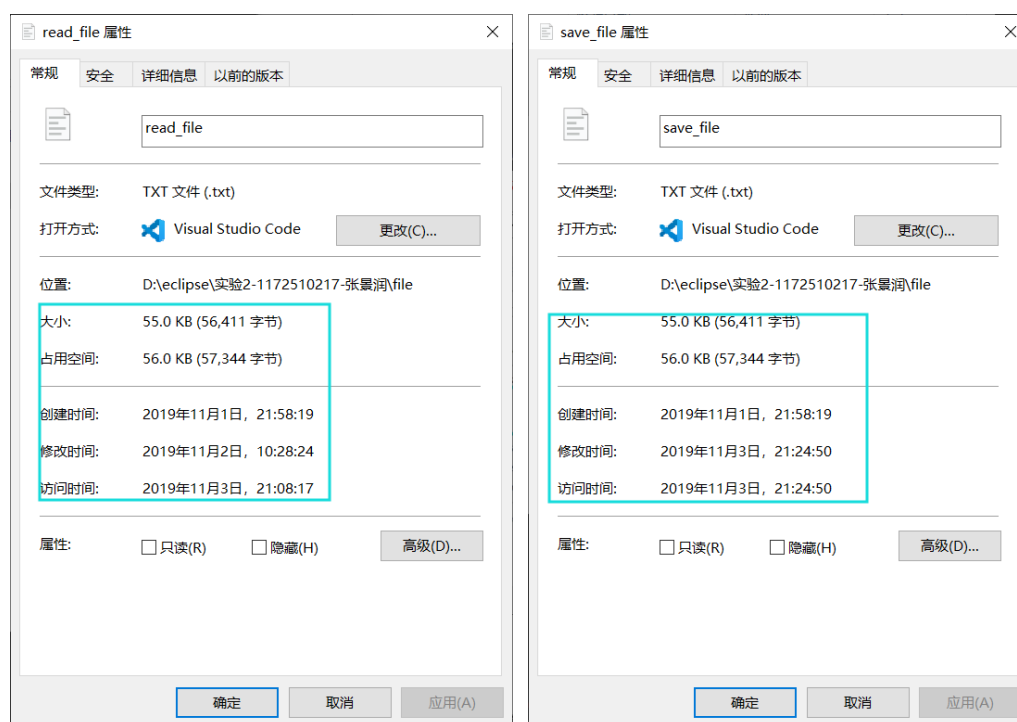 read_file 属性
常规 安全 详细信息 以前的版本
read_file
文件类型: TXT 文件 (.txt)
打开方式: Visual Studio Code 更改(C)...
位置: D:\eclipse\实验2-1172510217-张景润\file
大小: 55.0 KB (56,411 字节)
占用空间: 56.0 KB (57,344 字节)
创建时间: 2019年11月1日，21:58:19
修改时间: 2019年11月2日，10:28:24
访问时间: 2019年11月3日，21:08:17
属性: 只读(R) 隐藏(H) 高级(D)...
确定 取消 应用(A)
save_file 属性
常规 安全 详细信息 以前的版本
save_file
文件类型: TXT 文件 (.txt)
打开方式: Visual Studio Code 更改(C)...
位置: D:\eclipse\实验2-1172510217-张景润\file
大小: 55.0 KB (56,411 字节)
占用空间: 56.0 KB (57,344 字节)
创建时间: 2019年11月1日，21:58:19
修改时间: 2019年11月3日，21:24:50
访问时间: 2019年11月3日，21:24:50
属性: 只读(R) 隐藏(H) 高级(D)...
确定 取消 应用(A)